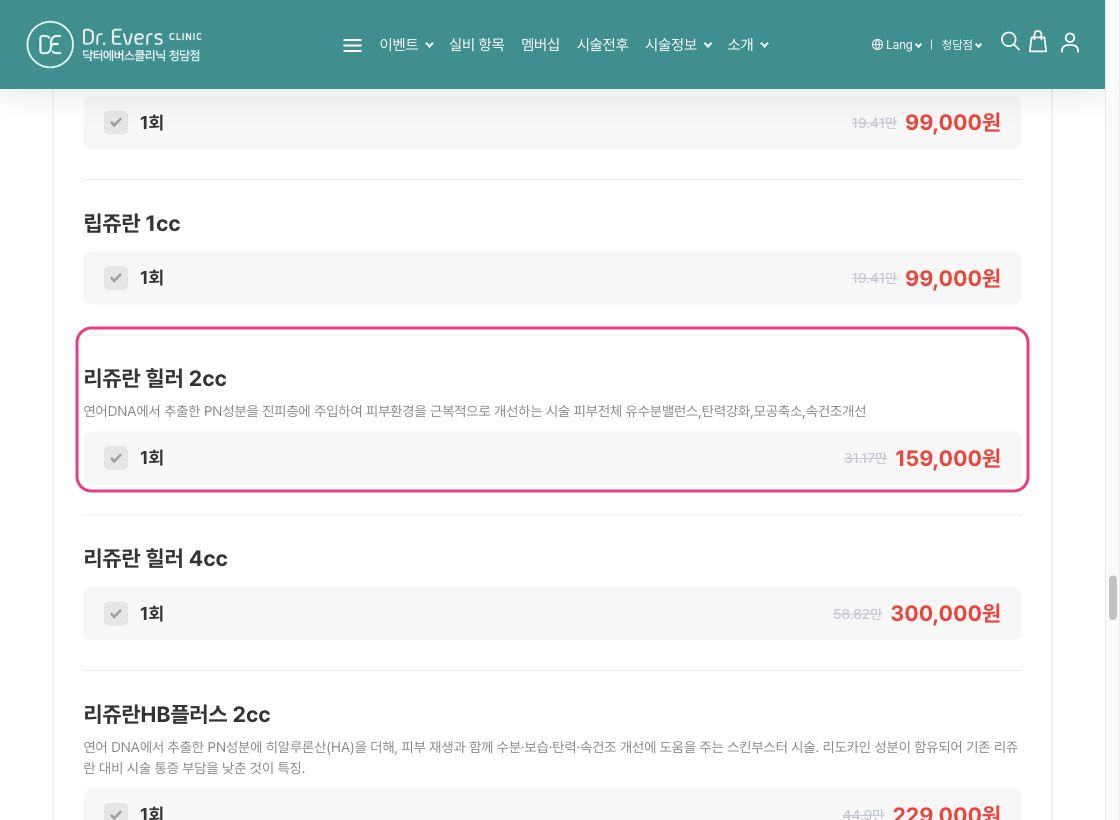 DE Dr. Evers CLINIC
닥터에버스클리닉 청담점
이벤트 실비 항목 멤버십 시술전후 시술정보 소개 Lang | 청담점
1회 19.41만 99,000원
립쥬란 1cc
1회 19.41만 99,000원
리쥬란 힐러 2cc
연어DNA에서 추출한 PN성분을 진피층에 주입하여 피부환경을 근복적으로 개선하는 시술 피부전체 유수분밸런스,탄력강화,모공축소,속건조개선
1회 31.17만 159,000원
리쥬란 힐러 4cc
1회 58.82만 300,000원
리쥬란HB플러스 2cc
연어 DNA에서 추출한 PN성분에 히알루론산(HA)을 더해, 피부 재생과 함께 수분·보습·탄력·속건조 개선에 도움을 주는 스킨부스터 시술. 리도카인 성분이 함유되어 기존 리쥬
란 대비 시술 통증 부담을 낮춘 것이 특징.
1회 44.9만 229,000원